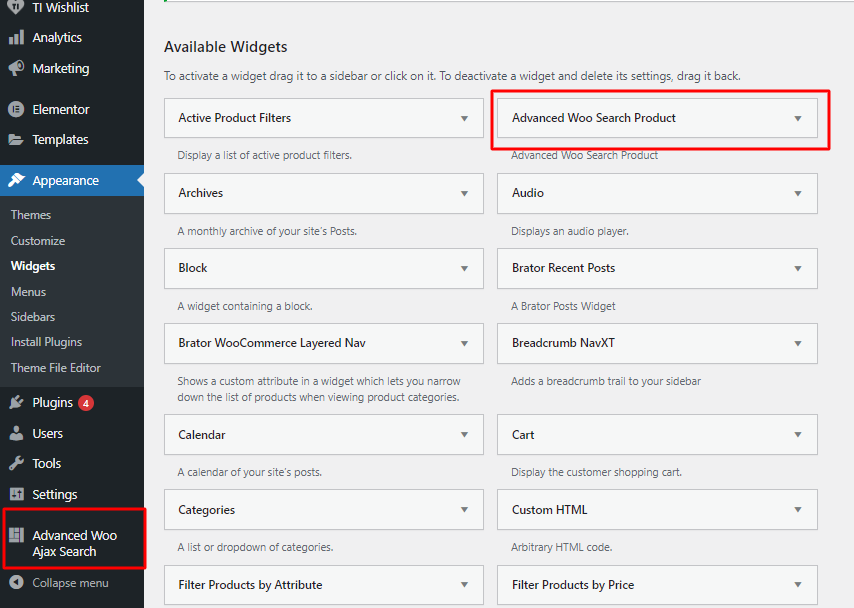 TI Wishlist
Analytics
Marketing
Elementor
Templates
Appearance
Themes
Customize
Widgets
Menus
Sidebars
Install Plugins
Theme File Editor
Plugins 4
Users
Tools
Settings
Advanced Woo
Ajax Search
Collapse menu
Available Widgets
To activate a widget drag it to a sidebar or click on it. To deactivate a widget and delete its settings, drag it back.
Active Product Filters
Display a list of active product filters.
Advanced Woo Search Product
Advanced Woo Search Product
Archives
A monthly archive of your site's Posts.
Audio
Displays an audio player.
Block
A widget containing a block.
Brator Recent Posts
A Brator Posts Widget
Brator WooCommerce Layered Nav
Shows a custom attribute in a widget which lets you narrow
down the list of products when viewing product categories.
Breadcrumb NavXT
Adds a breadcrumb trail to your sidebar
Calendar
A calendar of your site's posts.
Cart
Display the customer shopping cart.
Categories
A list or dropdown of categories.
Custom HTML
Arbitrary HTML code.
Filter Products by Attribute
Filter Products by Price